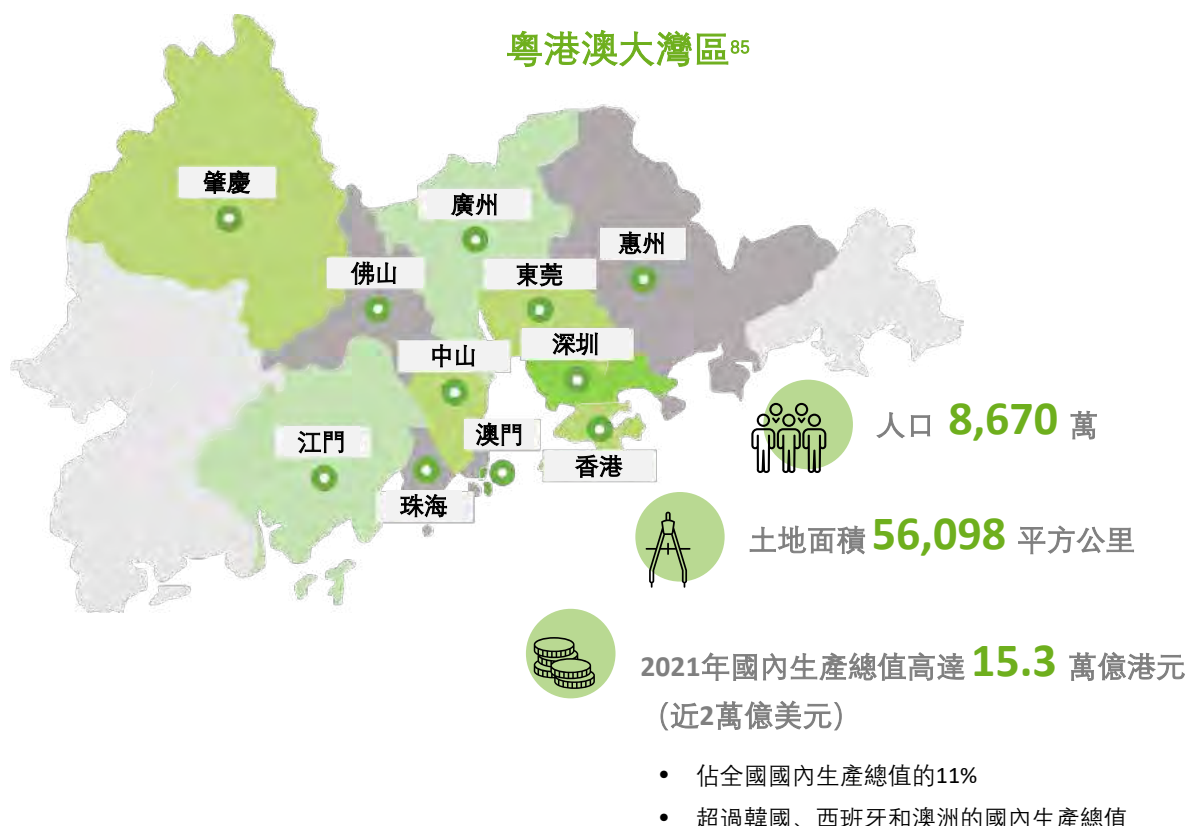 粵港澳大灣區85
肇慶
廣州
惠州
佛山
東莞
深圳
中山
江門
澳門
香港
珠海
人口 8,670 萬
土地面積 56,098 平方公里
2021年國內生產總值高達 15.3 萬億港元
（近2萬億美元）
• 佔全國國內生產總值的11%
• 超過韓國、西班牙和澳洲的國內生產總值